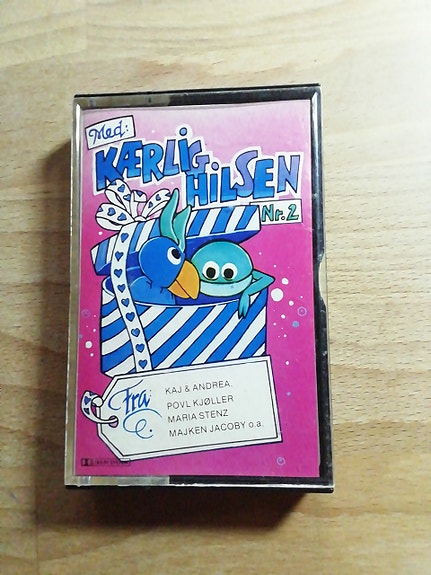 Med:
KÆRLIG
HILSEN
Nr. 2
Fra:
KAJ & ANDREA.
POVL KJØLLER
MARIA STENZ
MAJKEN JACOBY o.a.